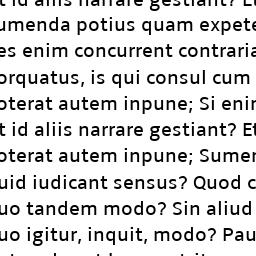 t id aliis narrare gestiant? Et
umenda potius quam expete
es enim concurrent contraria
orquatus, is qui consul cum
oterat autem inpune; Si enim
t id aliis narrare gestiant? Et
oterat autem inpune; Sumer
uid iudicant sensus? Quod c
uo tandem modo? Sin aliud
uo igitur, inquit, modo? Pau